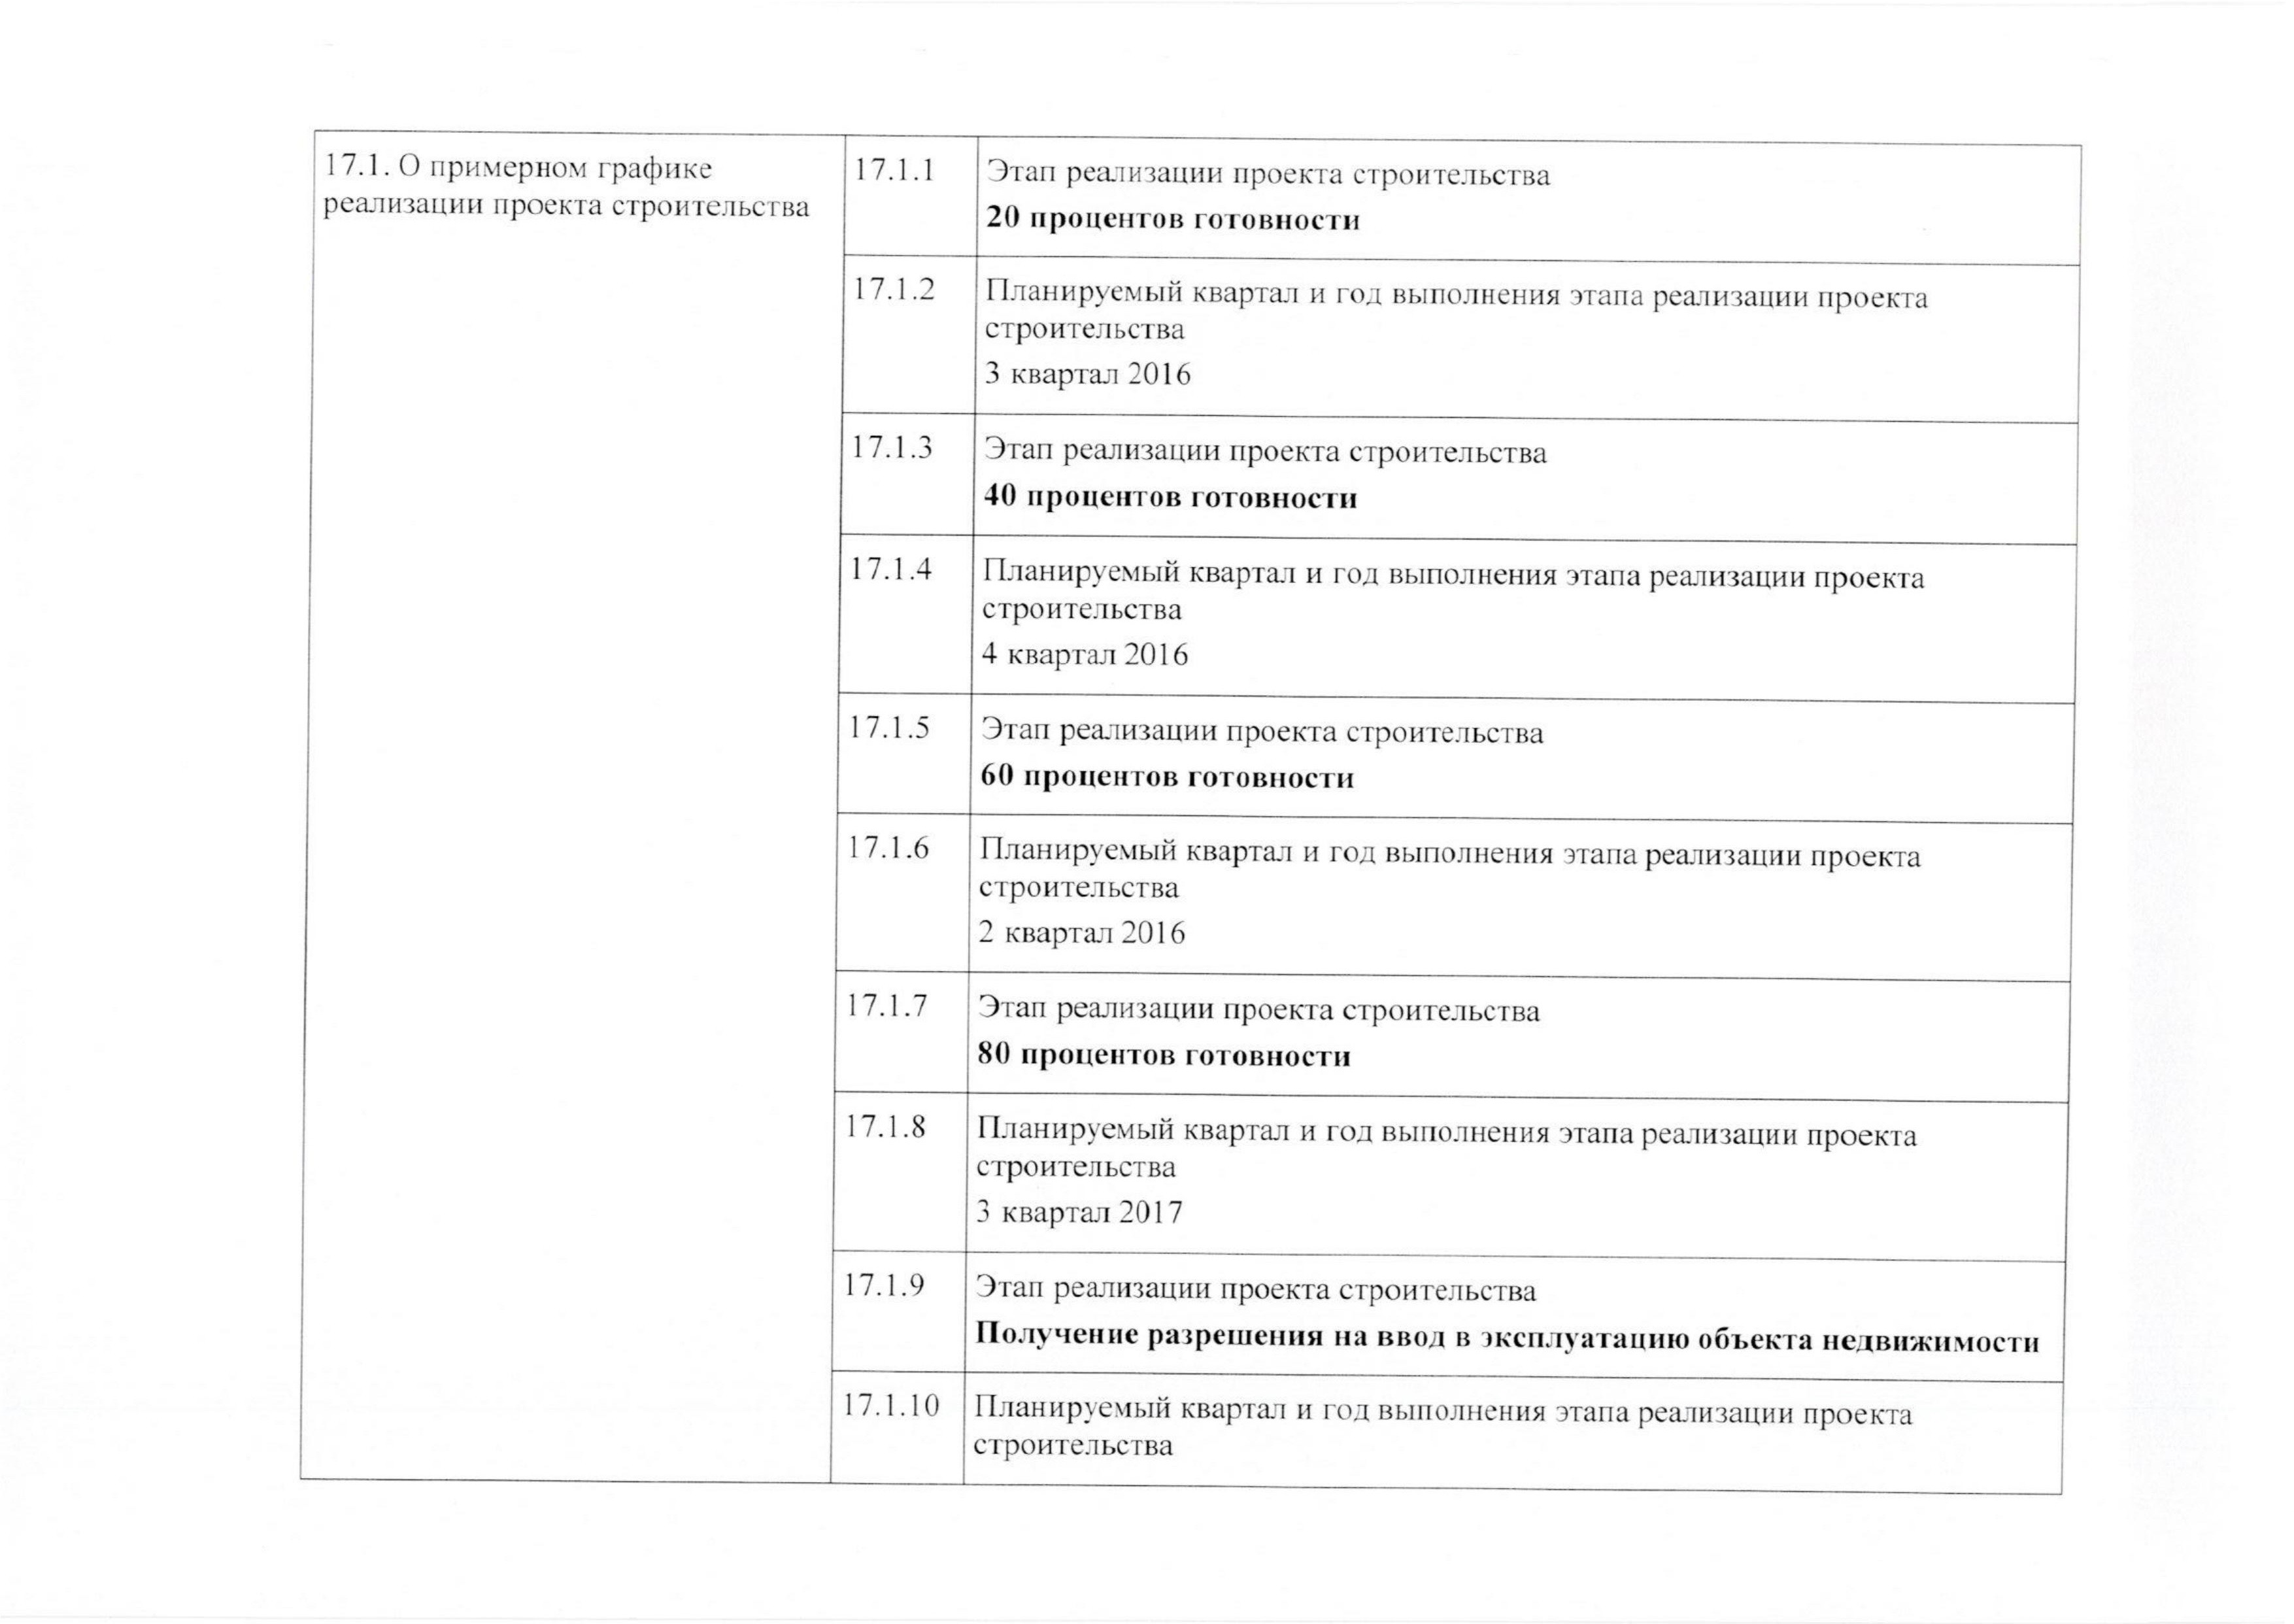 17.1. О примерном графике
реализации проекта строительства
17.1.1
Этап реализации проекта строительства
20 процентов готовности
17.1.2
Планируемый квартал и год выполнения этапа реализации проекта
строительства
3 квартал 2016
17.1.3
Этап реализации проекта строительства
40 процентов готовности
17.1.4
Планируемый квартал и год выполнения этапа реализации проекта
строительства
4 квартал 2016
17.1.5
Этап реализации проекта строительства
60 процентов готовности
17.1.6
Планируемый квартал и год выполнения этапа реализации проекта
строительства
2 квартал 2016
17.1.7
Этап реализации проекта строительства
80 процентов готовности
17.1.8
Планируемый квартал и год выполнения этапа реализации проекта
строительства
3 квартал 2017
17.1.9
Этап реализации проекта строительства
Получение разрешения на ввод в эксплуатацию объекта недвижимости
17.1.10
Планируемый квартал и год выполнения этапа реализации проекта
строительства